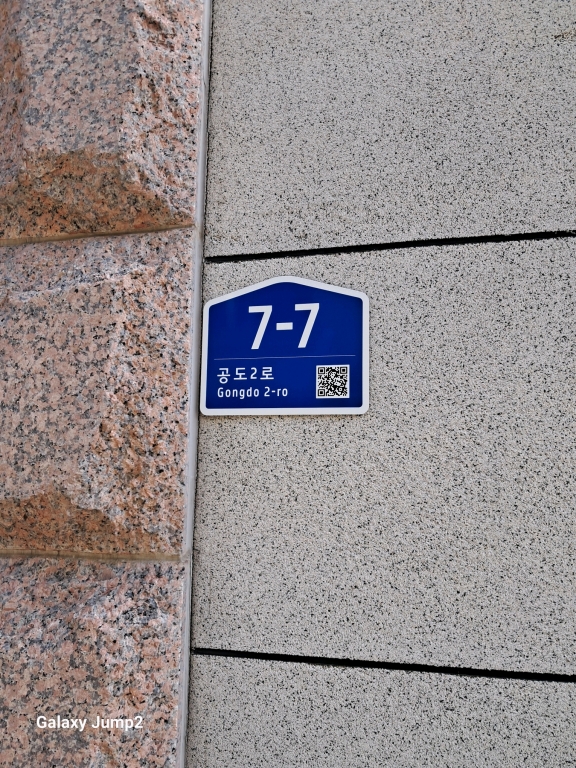 7-7
공도2로
Gongdo 2-ro
Galaxy Jump2